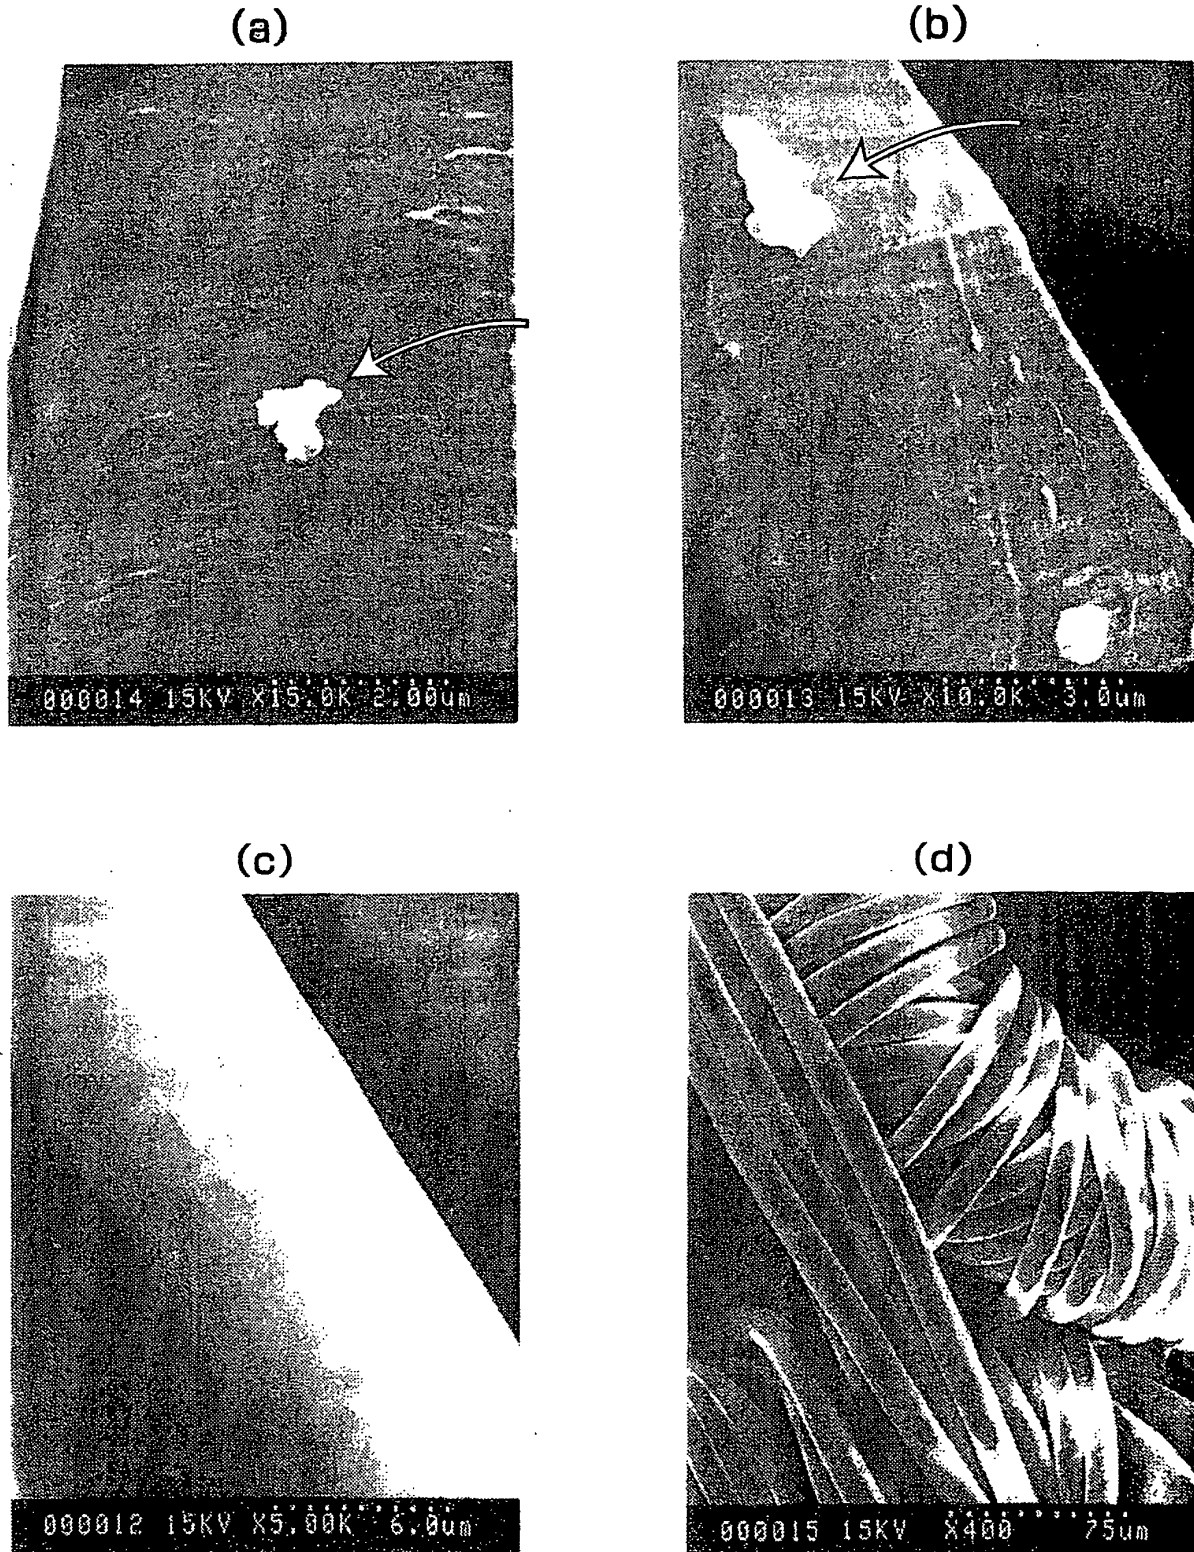 (a)
(b)
000014 15KV X15.0K 2.00um
000013 15KV X10.0K 3.0um
(c)
(d)
000012 15KV X5.00K 6.0um
000015 15KV X400 75um